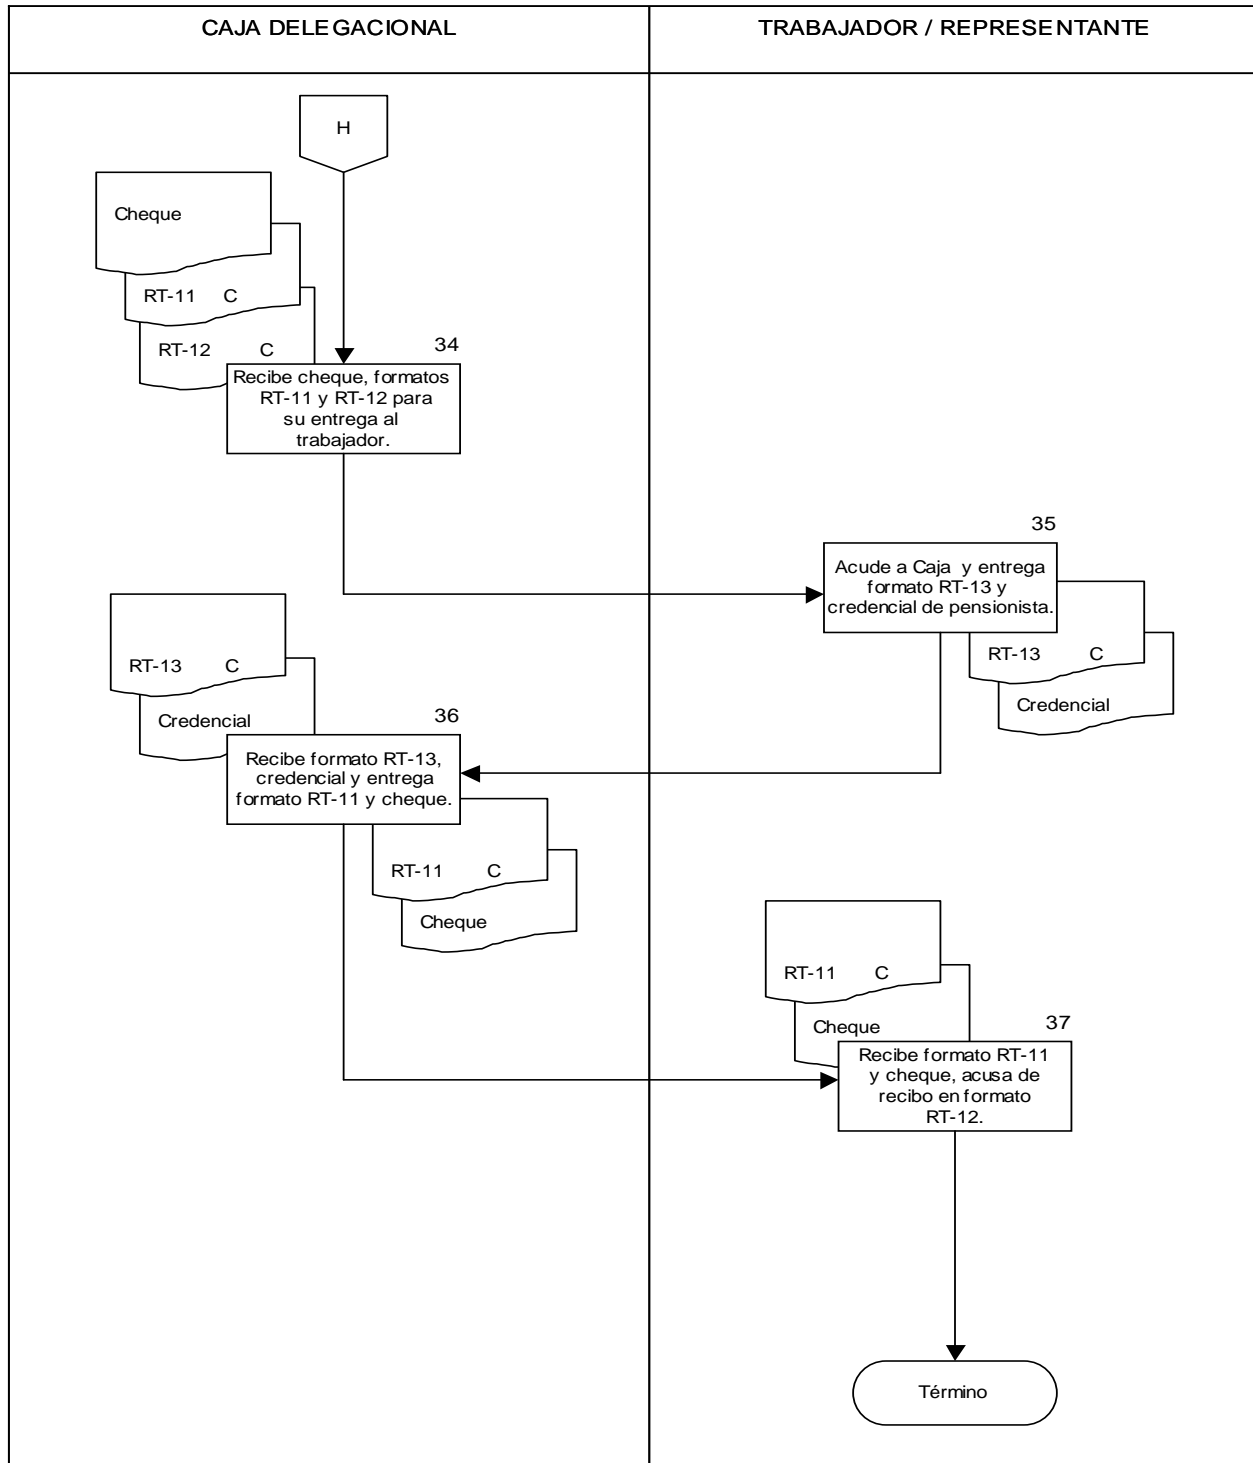 CAJA DELEGACIONAL
TRABAJADOR / REPRESENTANTE
H
Cheque
RT-11 C
RT-12 C
34
Recibe cheque, formatos
RT-11 y RT-12 para
su entrega al
trabajador.
35
Acude a Caja y entrega
formato RT-13 y
credencial de pensionista.
RT-13 C
Credencial
RT-13 C
Credencial
36
Recibe formato RT-13,
credencial y entrega
formato RT-11 y cheque.
RT-11 C
Cheque
RT-11 C
Cheque
37
Recibe formato RT-11
y cheque, acusa de
recibo en formato
RT-12.
Término